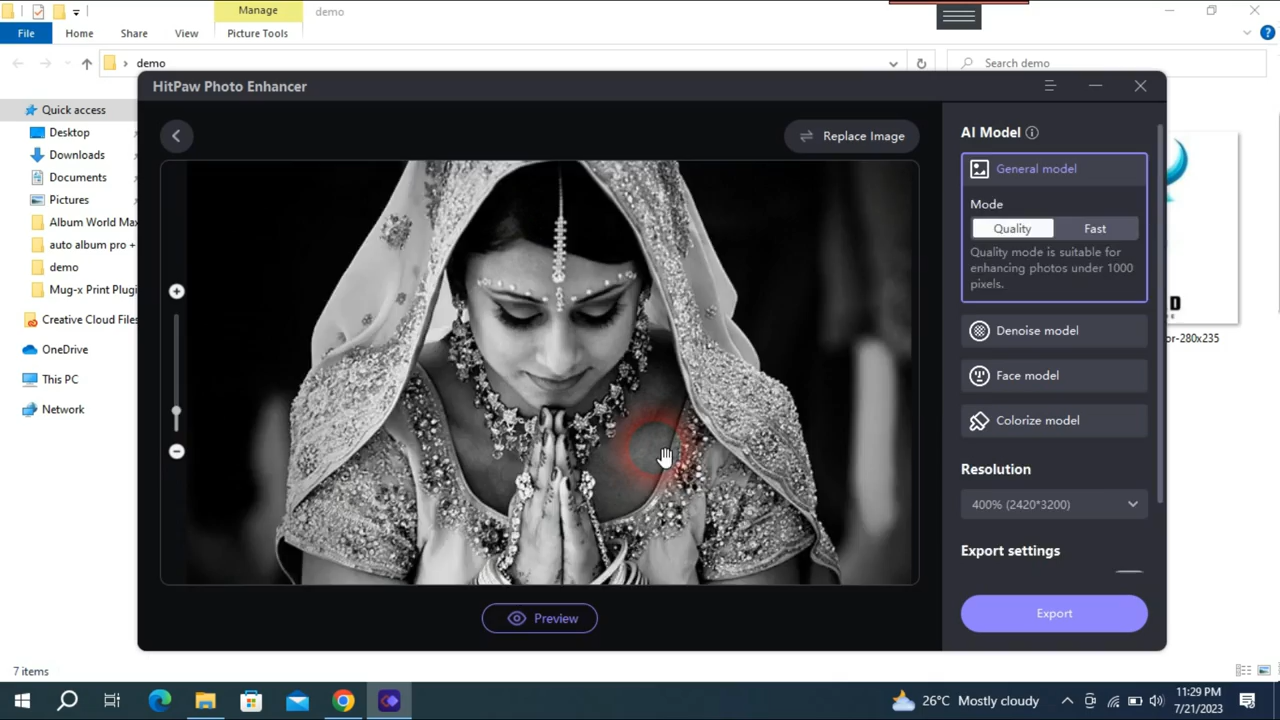 Manage
demo
File
Home
Share
View
Picture Tools
demo
Search demo
HitPaw Photo Enhancer
Quick access
Desktop
Downloads
Documents
Pictures
Album World Ma
auto album pro +
demo
Mug-x Print Plugi
Creative Cloud Files
OneDrive
This PC
Network
Replace Image
AI Model
General model
Mode
Quality
Fast
Quality mode is suitable for
enhancing photos under 1000
pixels.
Denoise model
Face model
Colorize model
Resolution
400% (2420*3200)
Export settings
Export
Preview
D
or-280x235
7 items
26°C Mostly cloudy
11:29 PM
7/21/2023